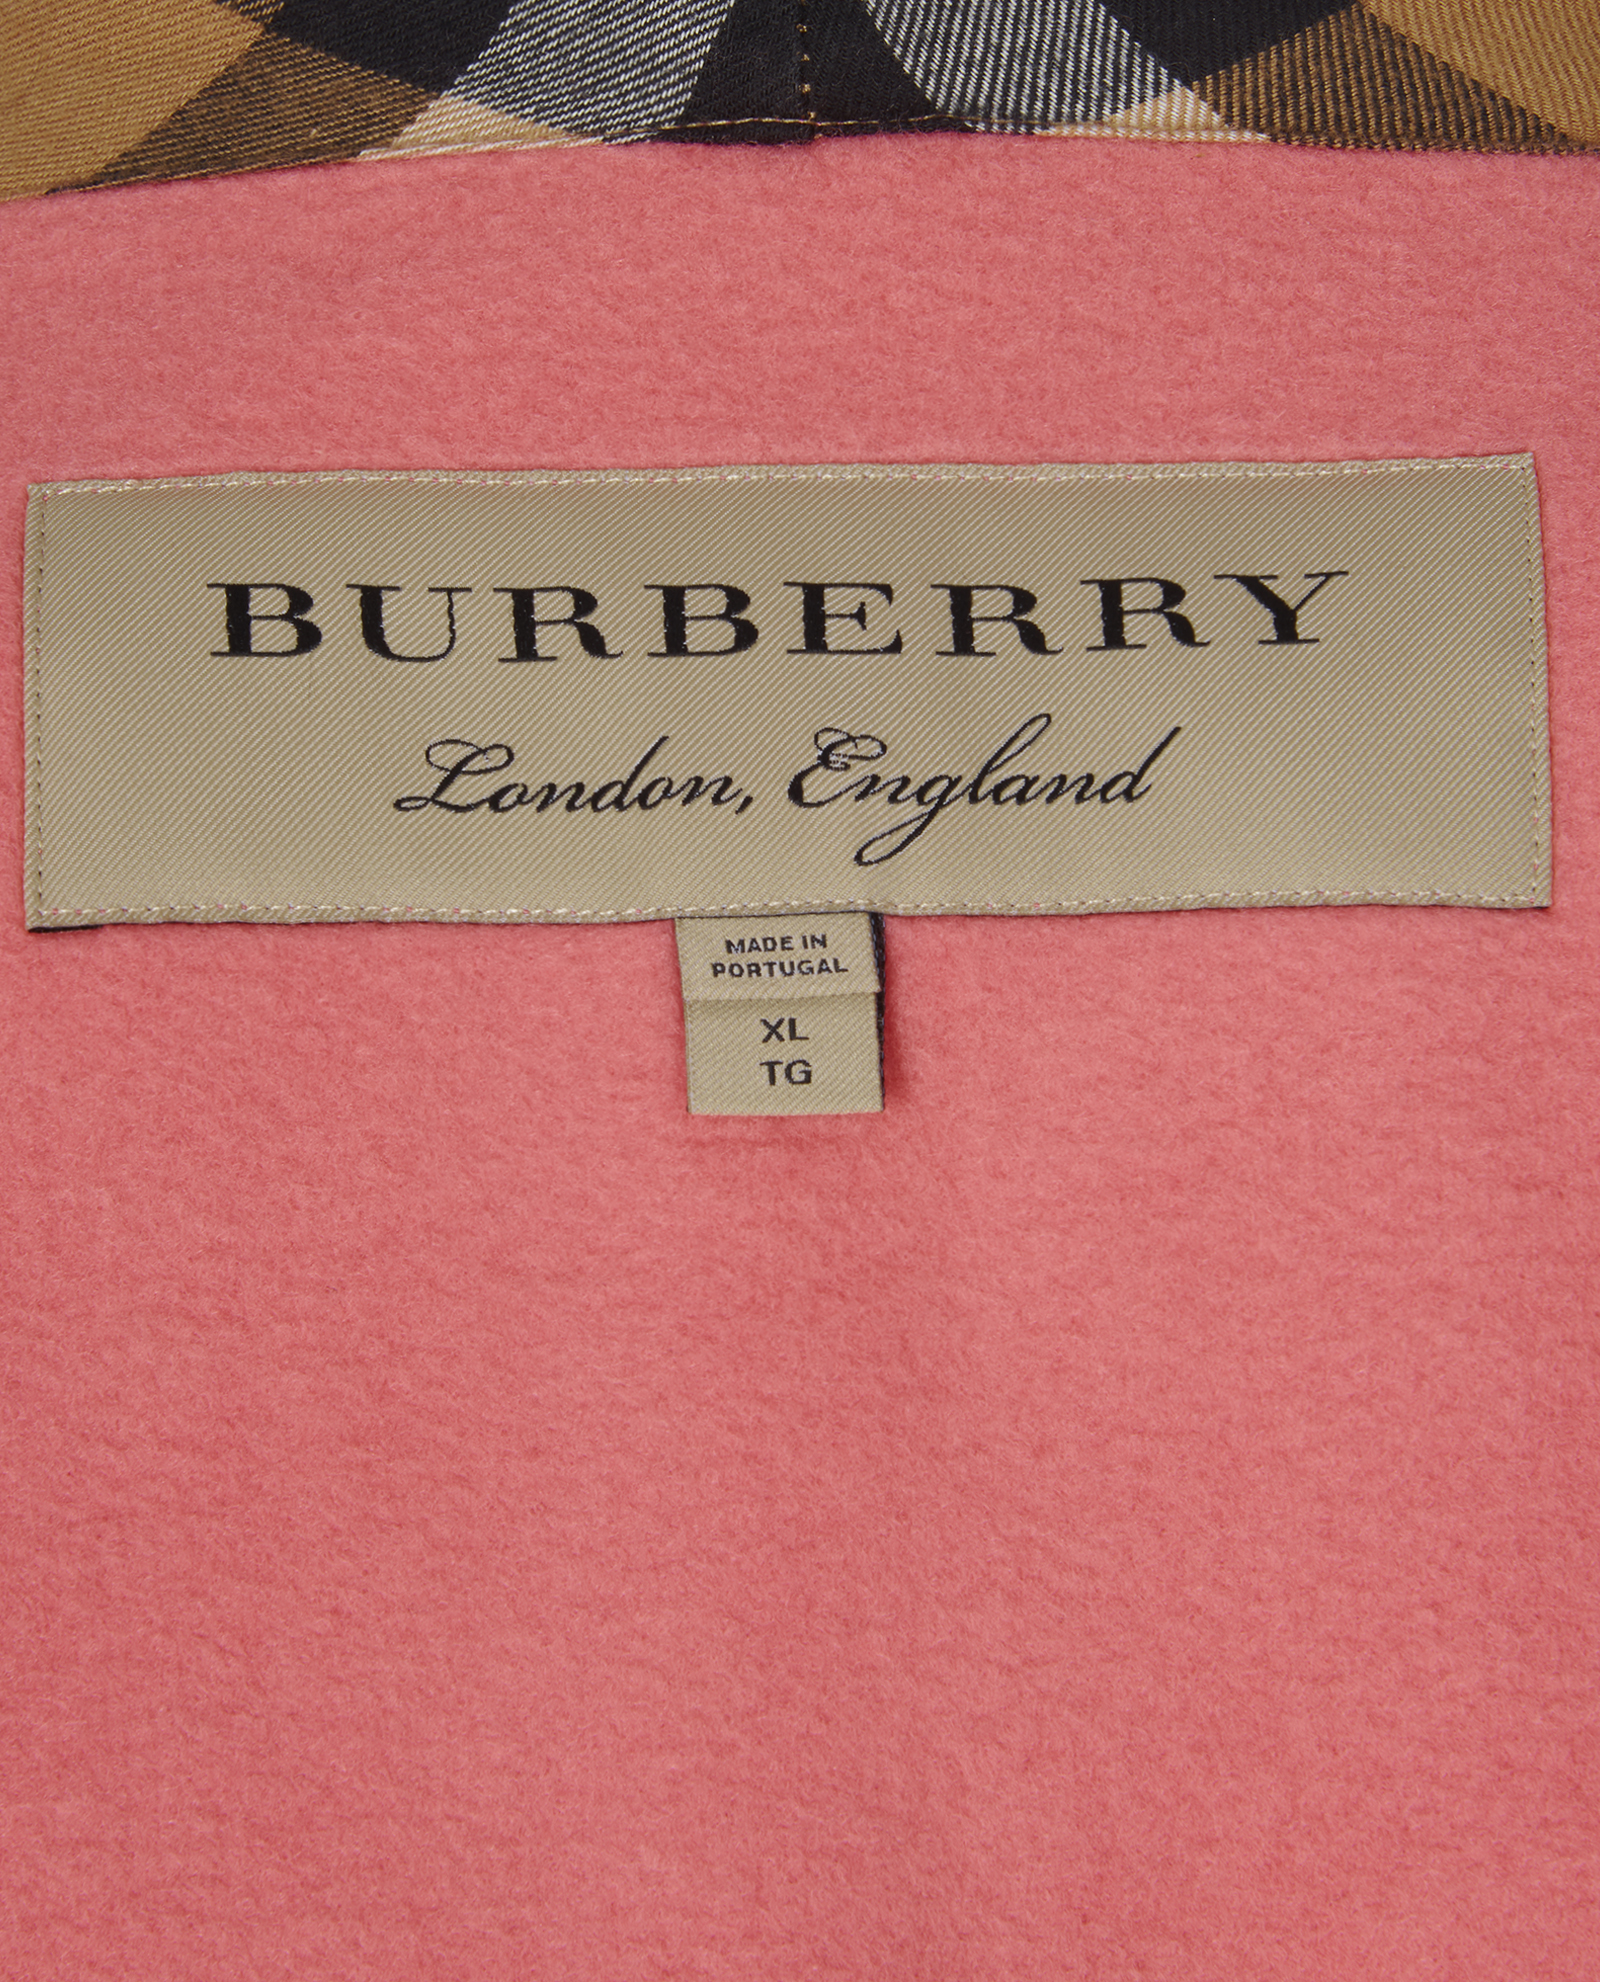 BURBERRY
London, England
MADE IN
PORTUGAL
XL
TG